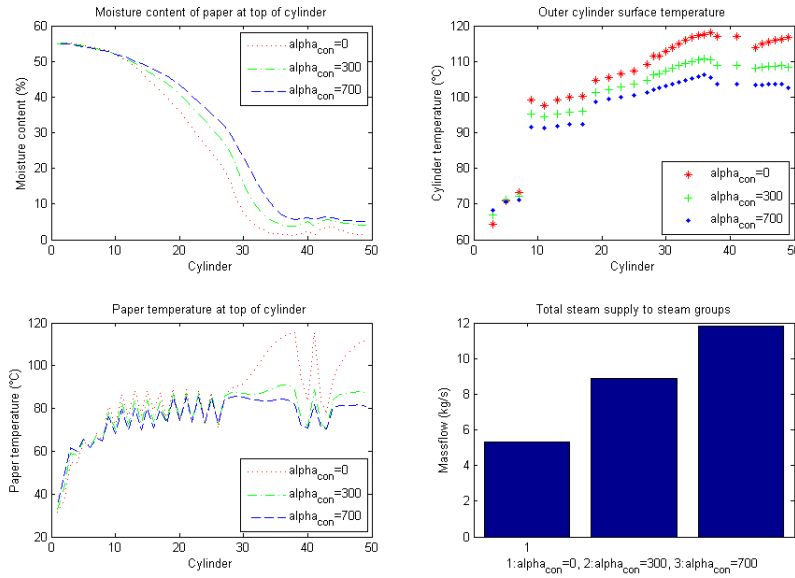 Moisture content of paper at top of cylinder
60
50
40
30
20
10
0
Moisture content (%)
alpha_con=0
alpha_con=300
alpha_con=700
0 10 20 30 40 50
Cylinder
Outer cylinder surface temperature
120
110
100
90
80
70
60
Cylinder temperature (°C)
alpha_con=0
alpha_con=300
alpha_con=700
0 10 20 30 40 50
Cylinder
Paper temperature at top of cylinder
120
100
80
60
40
20
Paper temperature (°C)
alpha_con=0
alpha_con=300
alpha_con=700
0 10 20 30 40 50
Cylinder
Total steam supply to steam groups
12
10
8
6
4
2
0
Massflow (kg/s)
1
1:alpha_con=0, 2:alpha_con=300, 3:alpha_con=700